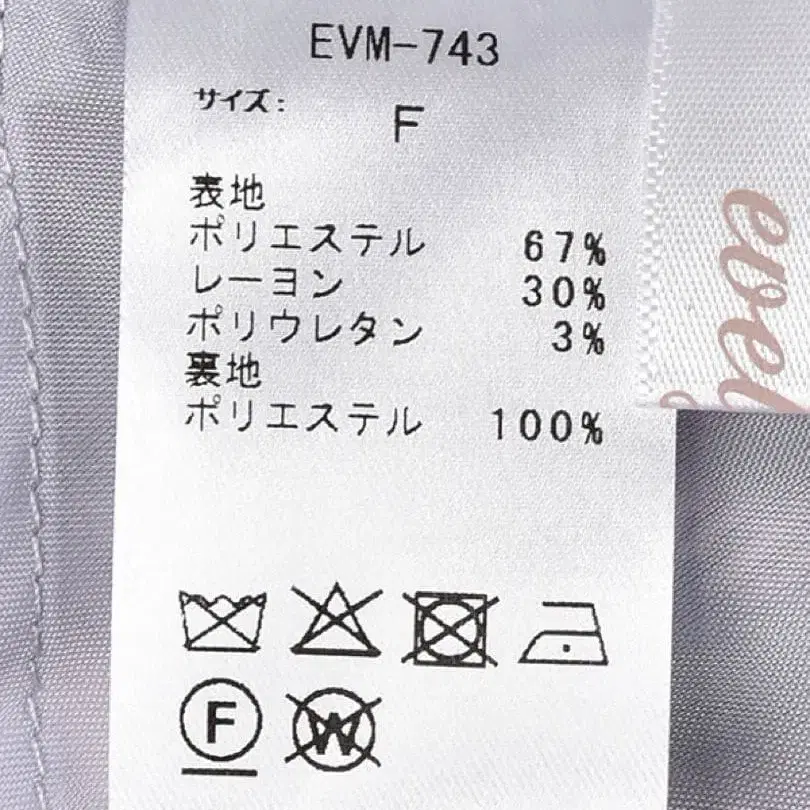 EVM-743
サイズ: F
表地
ポリエステル 67%
レーヨン 30%
ポリウレタン 3%
裏地
ポリエステル 100%
F
W